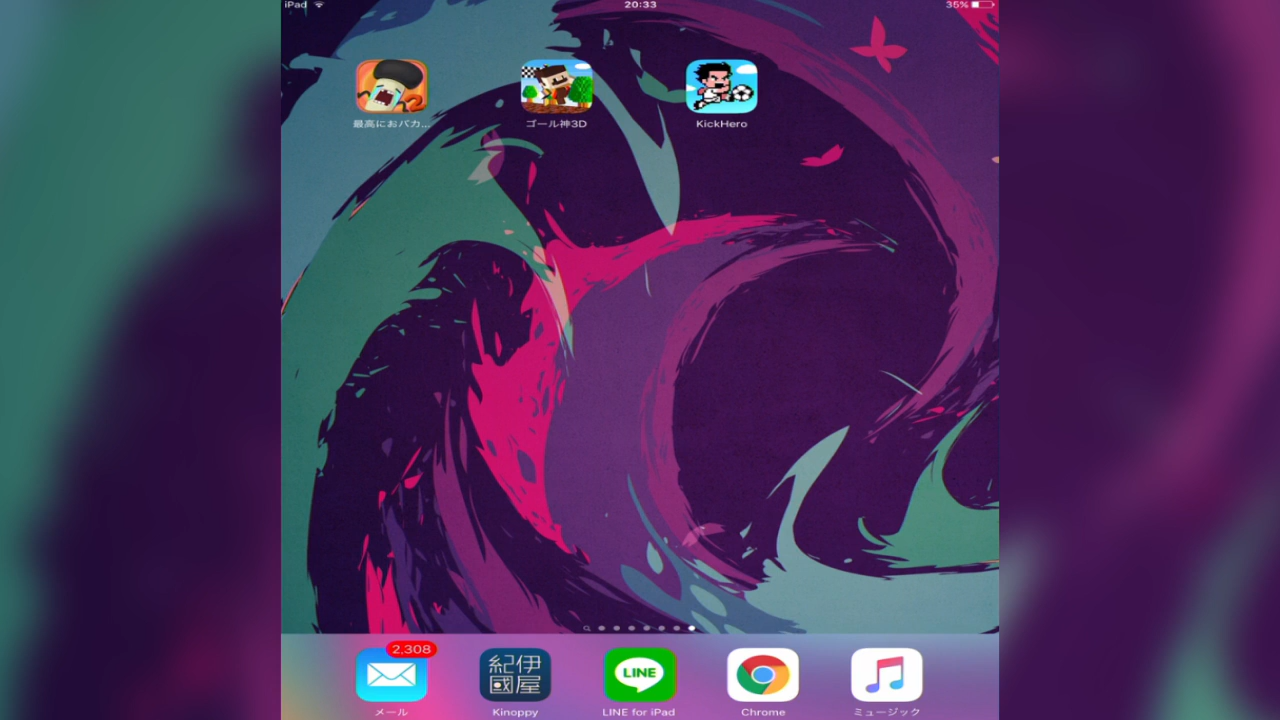 iPad
20:33
35%
最高におバカ...
ゴール神3D
KickHero
2,308
紀伊
國屋
LINE
メール
Kinoppy
LINE for iPad
Chrome
ミュージック